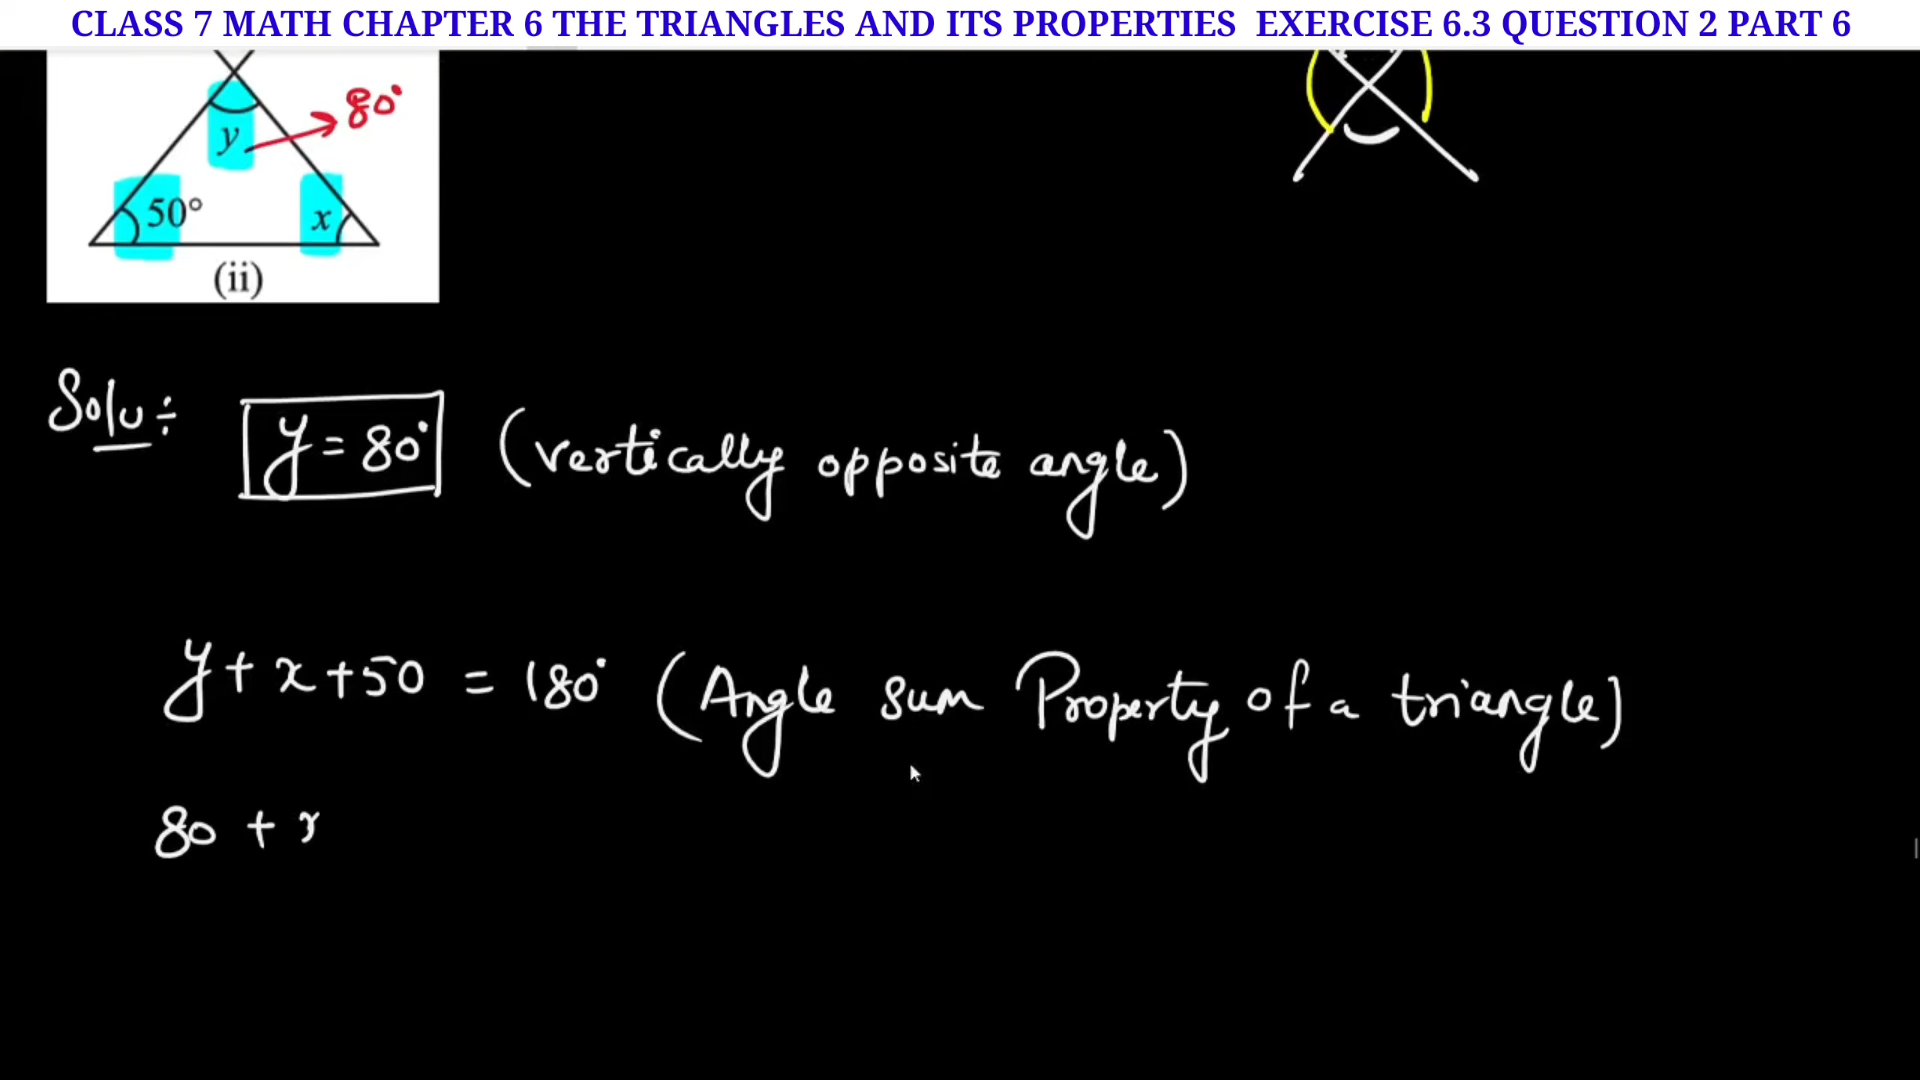 CLASS 7 MATH CHAPTER 6 THE TRIANGLES AND ITS PROPERTIES EXERCISE 6.3 QUESTION 2 PART 6
80°
y
50°
x
(ii)
Solu÷
y = 80° (vertically opposite angle)
y + x + 50 = 180° (Angle sum Property of a triangle)
80 + x